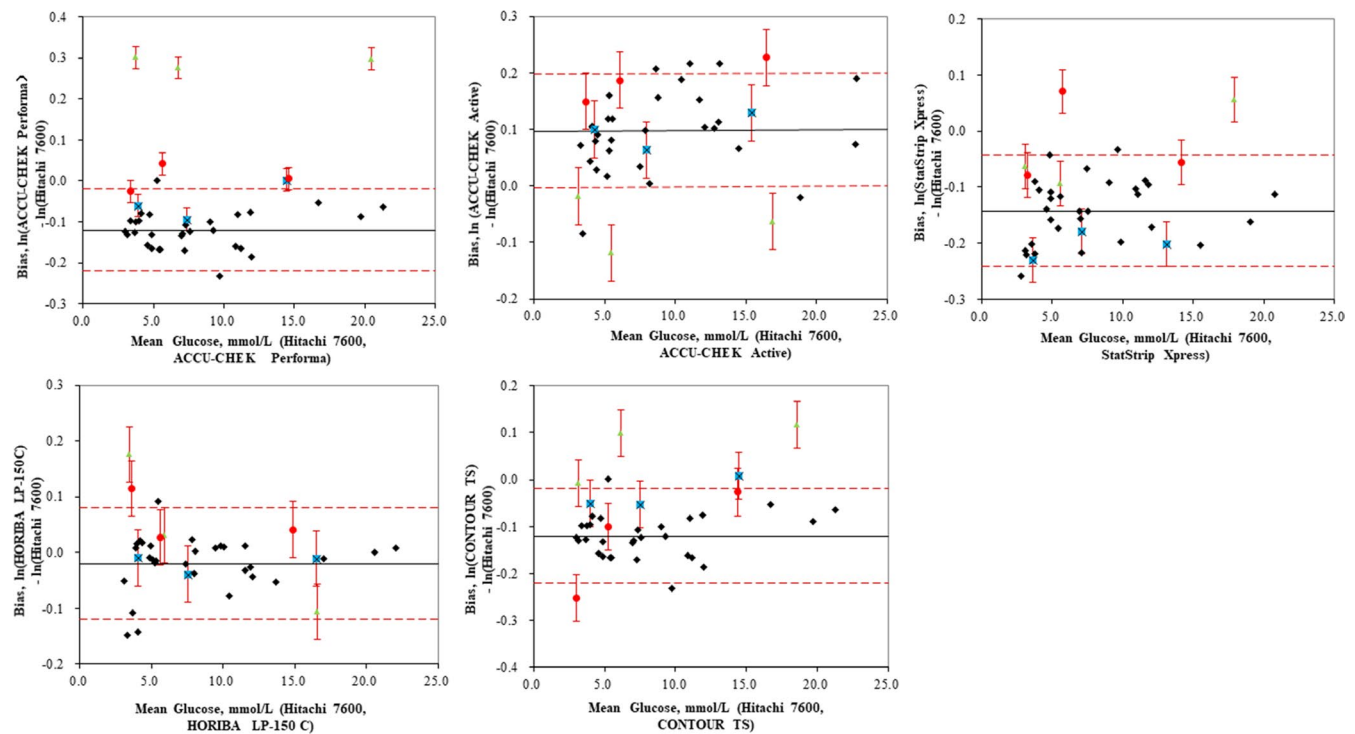 Bias, ln(ACCU-CHEK Performa)
- ln(Hitachi 7600)
0.5
0.4
0.3
0.2
0.1
0.0
-0.1
-0.2
-0.3
0.0 5.0 10.0 15.0 20.0 25.0
Mean Glucose, mmol/L (Hitachi 7600,
ACCU-CHEK Performa)
Bias, ln (ACCU-CHEK Active)
- ln(Hitachi 7600)
0.3
0.2
0.1
0.0
-0.1
-0.2
0.0 5.0 10.0 15.0 20.0 25.0
Mean Glucose, mmol/L (Hitachi 7600,
ACCU-CHEK Active)
Bias, ln(StatStrip Xpress)
- ln(Hitachi 7600)
0.2
0.1
0.0
-0.1
-0.2
-0.3
0.0 5.0 10.0 15.0 20.0 25.0
Mean Glucose, mmol/L (Hitachi 7600,
StatStrip Xpress)
Bias, ln(HORIBA LP-150C)
- ln(Hitachi 7600)
0.3
0.2
0.1
0.0
-0.1
-0.2
0.0 5.0 10.0 15.0 20.0 25.0
Mean Glucose, mmol/L (Hitachi 7600,
HORIBA LP-150 C)
Bias, ln(CONTOUR TS)
- ln(Hitachi 7600)
0.2
0.1
0.0
-0.1
-0.2
-0.3
-0.4
0.0 5.0 10.0 15.0 20.0 25.0
Mean Glucose, mmol/L (Hitachi 7600,
CONTOUR TS)